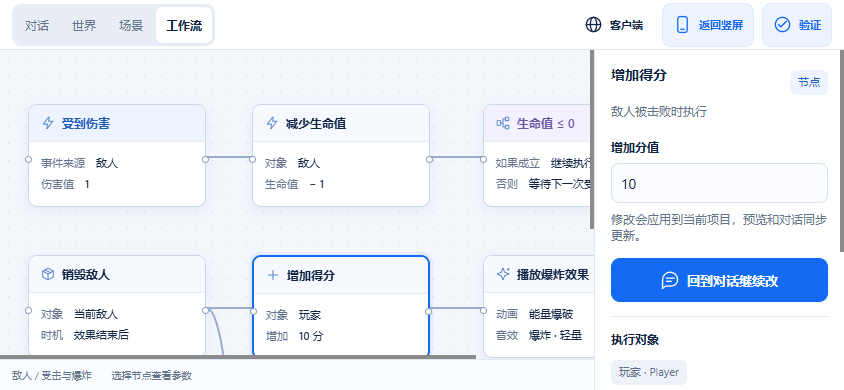 对话 世界 场景 工作流 客户端 返回竖屏 验证
受到伤害
事件来源 敌人
伤害值 1
减少生命值
对象 敌人
生命值 －1
生命值 ≤ 0
如果成立 继续执行
否则 等待下一次受
销毁敌人
对象 当前敌人
时机 效果结束后
增加得分
对象 玩家
增加 10 分
播放爆炸效果
动画 能量爆破
音效 爆炸 · 轻量
敌人 / 受击与爆炸 选择节点查看参数
增加得分
节点
敌人被击败时执行
增加分值
10
修改会应用到当前项目，预览和对话同步
更新。
回到对话继续改
执行对象
玩家 · Player